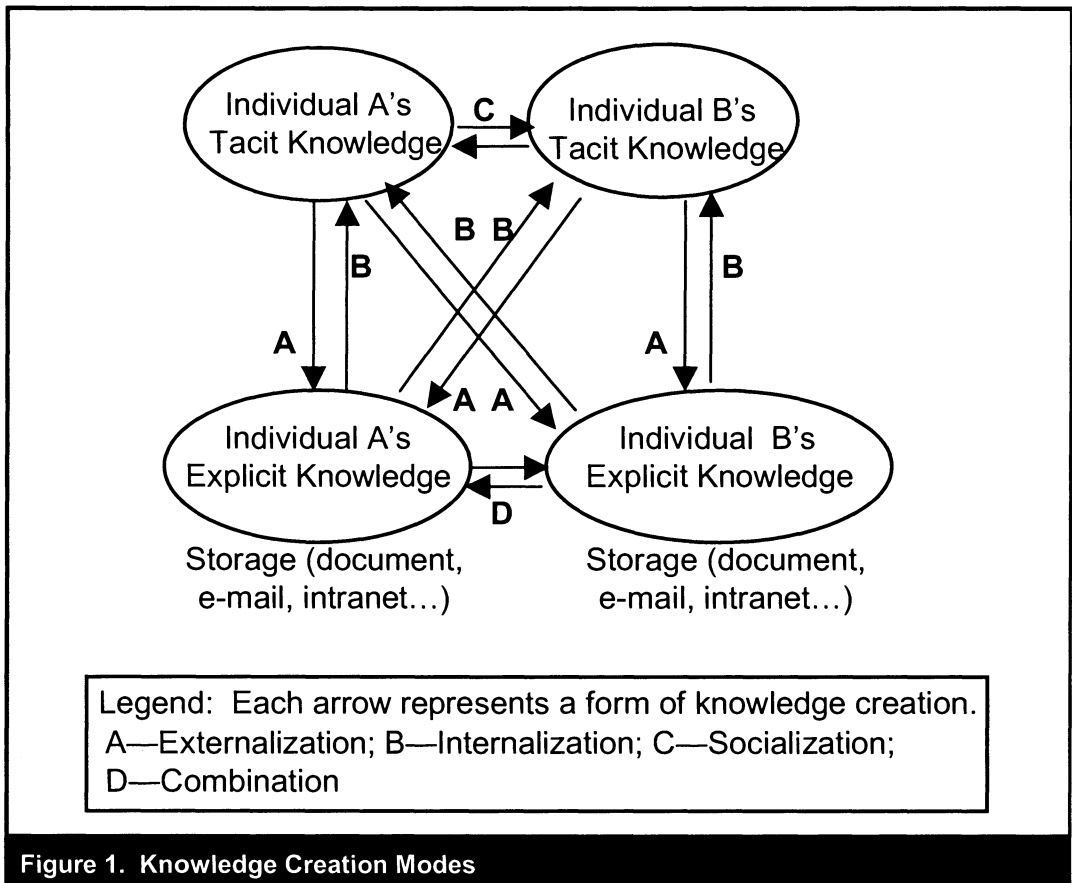 Individual A's
Tacit Knowledge
C
Individual B's
Tacit Knowledge
B B
B
B
A
A
A A
Individual A's
Explicit Knowledge
Individual B's
Explicit Knowledge
D
Storage (document,
e-mail, intranet…)
Storage (document,
e-mail, intranet…)
Legend: Each arrow represents a form of knowledge creation.
A—Externalization; B—Internalization; C—Socialization;
D—Combination
Figure 1. Knowledge Creation Modes